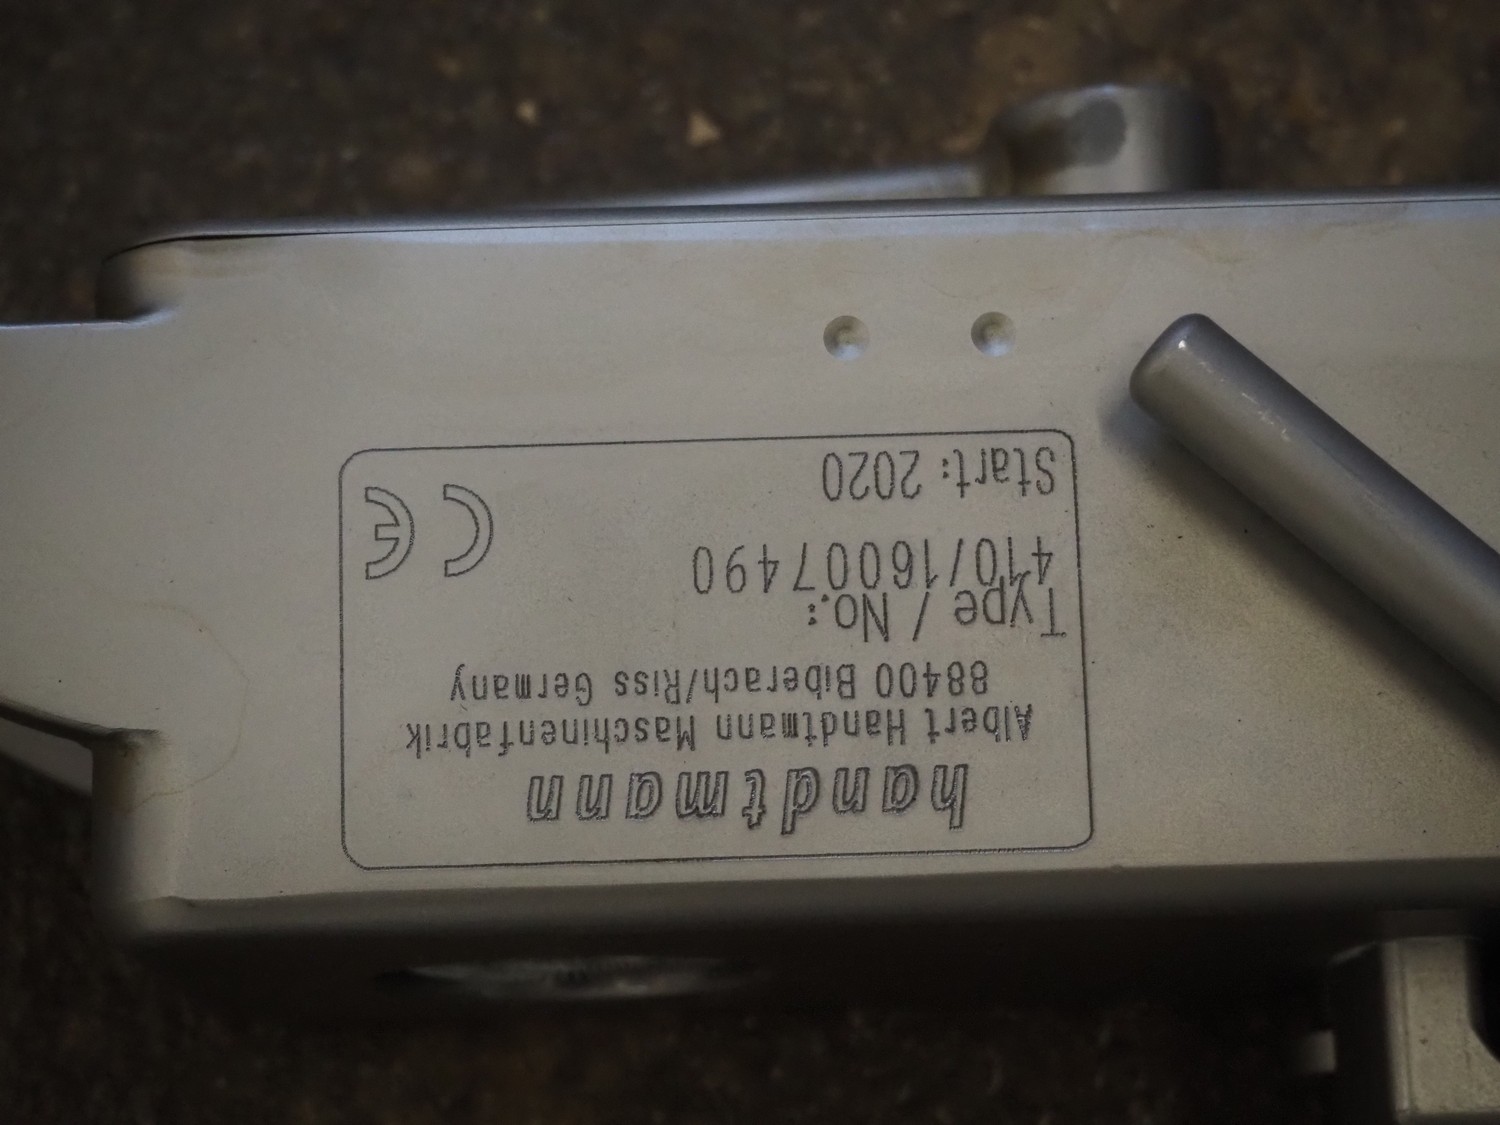 handtmann
Albert Handtmann Maschinenfabrik
88400 Biberach/Riss Germany
Type / No.:
410/16007490
Start: 2020
CE